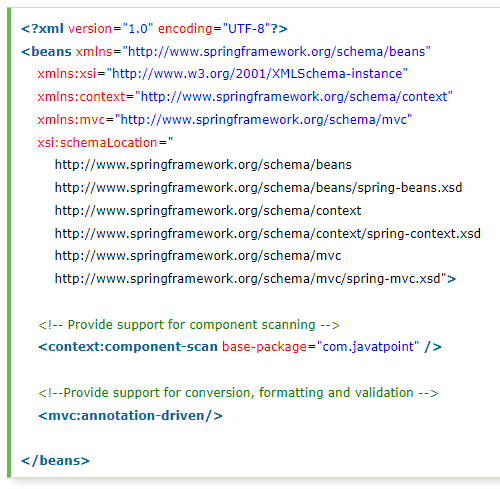 <?xml version="1.0" encoding="UTF-8"?>
<beans xmlns="http://www.springframework.org/schema/beans"
xmlns:xsi="http://www.w3.org/2001/XMLSchema-instance"
xmlns:context="http://www.springframework.org/schema/context"
xmlns:mvc="http://www.springframework.org/schema/mvc"
xsi:schemaLocation="
http://www.springframework.org/schema/beans
http://www.springframework.org/schema/beans/spring-beans.xsd
http://www.springframework.org/schema/context
http://www.springframework.org/schema/context/spring-context.xsd
http://www.springframework.org/schema/mvc
http://www.springframework.org/schema/mvc/spring-mvc.xsd">
<!-- Provide support for component scanning -->
<context:component-scan base-package="com.javatpoint" />
<!--Provide support for conversion, formatting and validation -->
<mvc:annotation-driven/>
</beans>